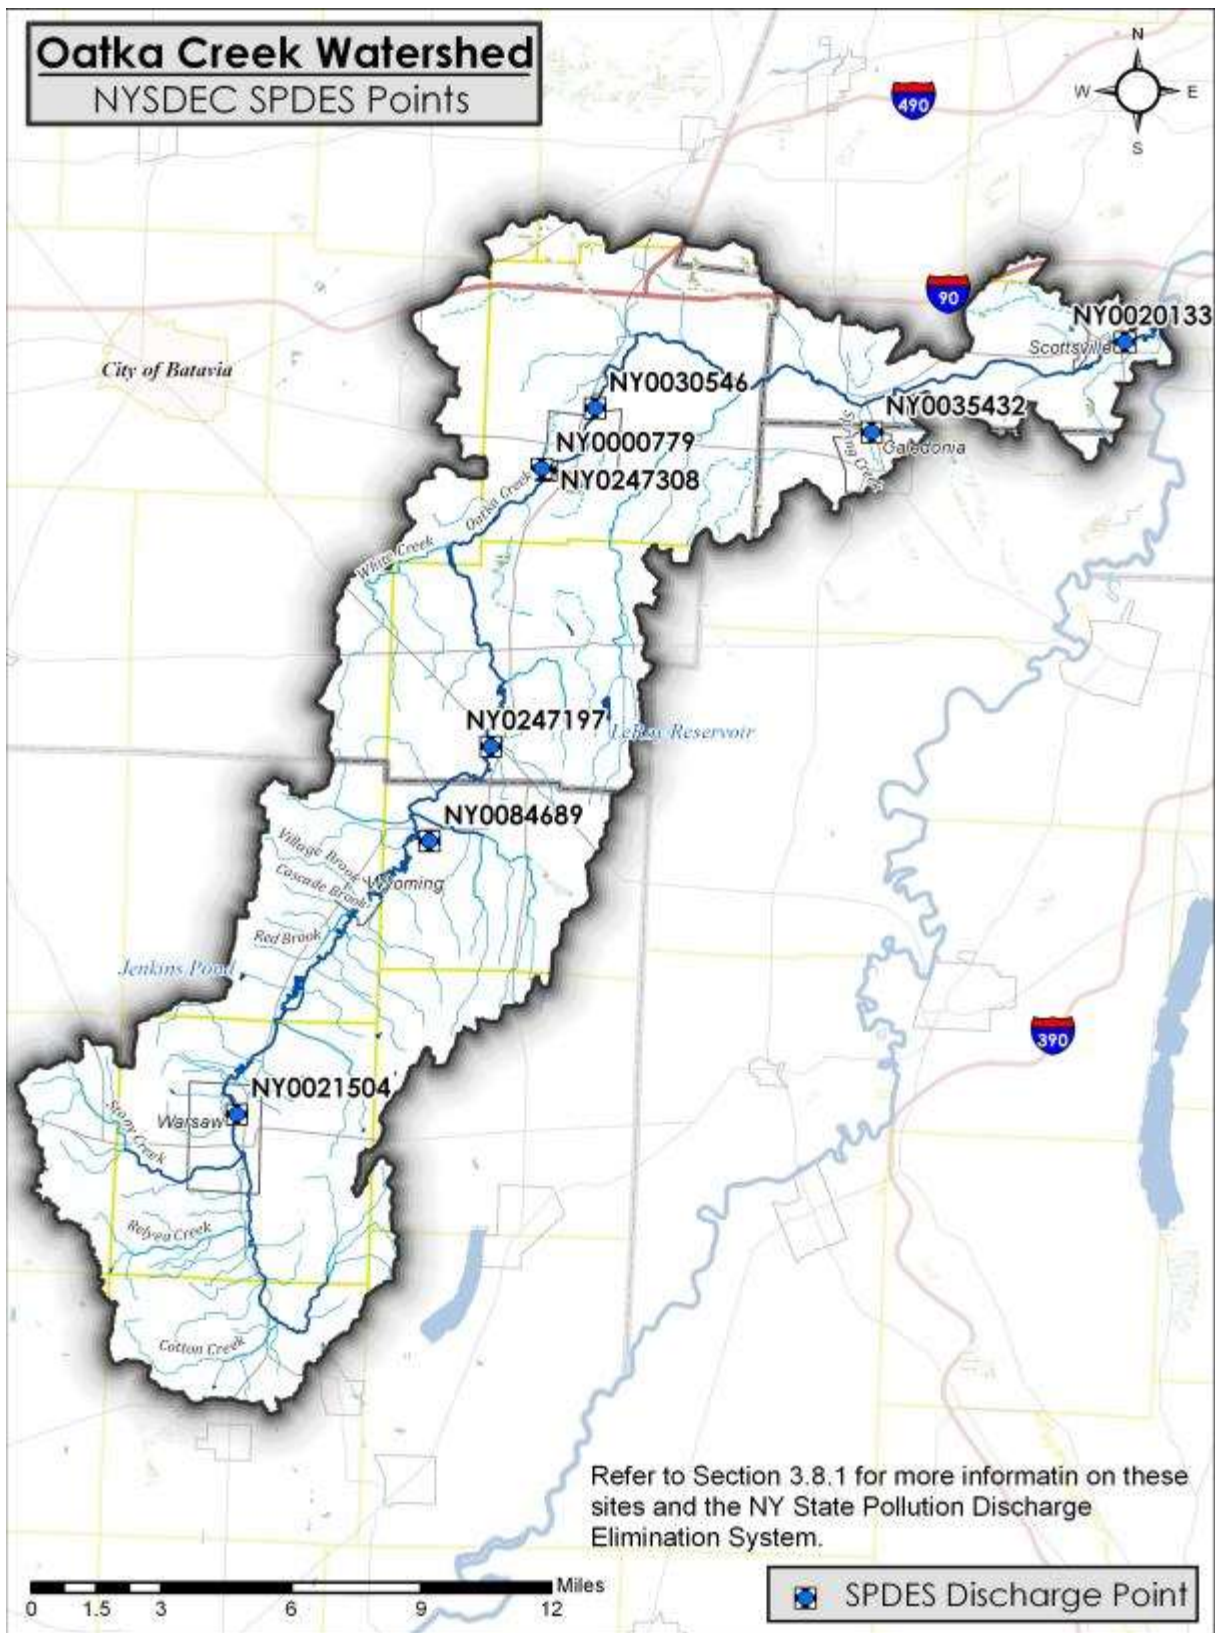 Oatka Creek Watershed
NYSDEC SPDES Points
N
W
E
S
490
90
NY0020133
Scottsville
City of Batavia
NY0030546
NY0035432
Spring Creek
Caledonia
NY0000779
NY0247308
Oatka Creek
White Creek
NY0247197
LeRoy Reservoir
NY0084689
Village Brook
Wyoming
Cascade Brook
Red Brook
Jenkins Pond
390
NY0021504
Warsaw
Stony Creek
Relyea Creek
Cotton Creek
Refer to Section 3.8.1 for more informatin on these
sites and the NY State Pollution Discharge
Elimination System.
Miles
0 1.5 3 6 9 12
SPDES Discharge Point